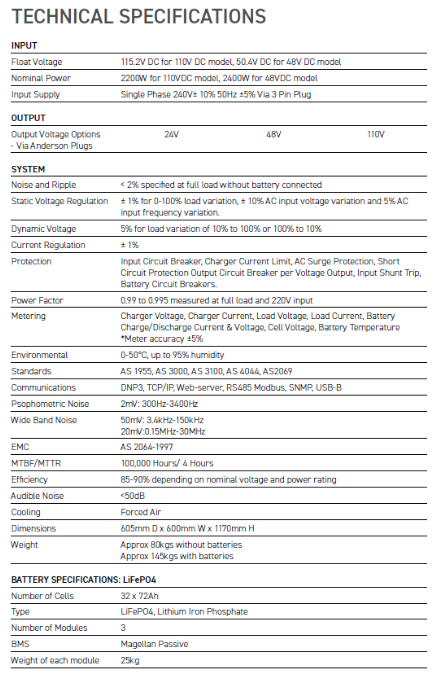 TECHNICAL SPECIFICATIONS
INPUT
Float Voltage 115.2V DC for 110V DC model, 50.4V DC for 48V DC model
Nominal Power 2200W for 110VDC model, 2400W for 48VDC model
Input Supply Single Phase 240V± 10% 50Hz ±5% Via 3 Pin Plug
OUTPUT
Output Voltage Options 24V 48V 110V
- Via Anderson Plugs
SYSTEM
Noise and Ripple < 2% specified at full load without battery connected
Static Voltage Regulation ± 1% for 0-100% load variation, ± 10% AC input voltage variation and 5% AC
input frequency variation.
Dynamic Voltage 5% for load variation of 10% to 100% or 100% to 10%
Current Regulation ± 1%
Protection Input Circuit Breaker, Charger Current Limit, AC Surge Protection, Short
Circuit Protection Output Circuit Breaker per Voltage Output, Input Shunt Trip,
Battery Circuit Breakers.
Power Factor 0.99 to 0.995 measured at full load and 220V input
Metering Charger Voltage, Charger Current, Load Voltage, Load Current, Battery
Charge/Discharge Current & Voltage, Cell Voltage, Battery Temperature
*Meter accuracy ±5%
Environmental 0-50°C, up to 95% humidity
Standards AS 1955, AS 3000, AS 3100, AS 4044, AS2069
Communications DNP3, TCP/IP, Web-server, RS485 Modbus, SNMP, USB-B
Psophometric Noise 2mV: 300Hz-3400Hz
Wide Band Noise 50mV: 3.4kHz-150kHz
20mV:0.15MHz-30MHz
EMC AS 2064-1997
MTBF/MTTR 100,000 Hours/ 4 Hours
Efficiency 85-90% depending on nominal voltage and power rating
Audible Noise <50dB
Cooling Forced Air
Dimensions 605mm D x 600mm W x 1170mm H
Weight Approx 80kgs without batteries
Approx 145kgs with batteries
BATTERY SPECIFICATIONS: LiFePO4
Number of Cells 32 x 72Ah
Type LiFePO4, Lithium Iron Phosphate
Number of Modules 3
BMS Magellan Passive
Weight of each module 25kg